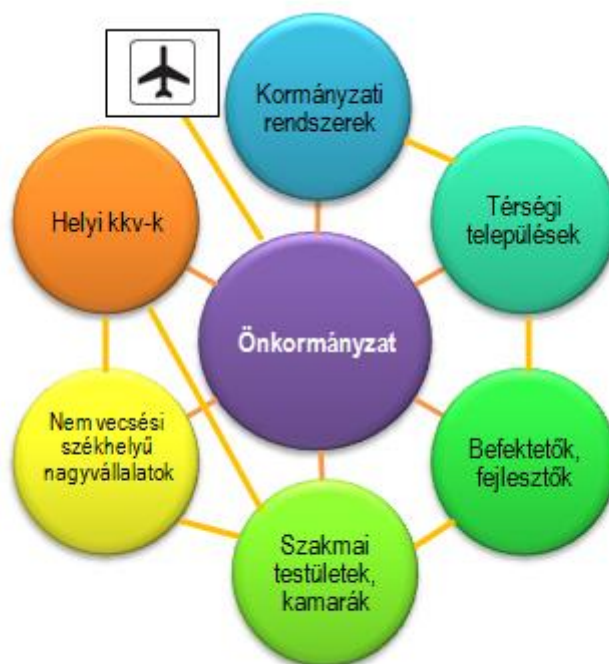 Kormányzati
rendszerek
Helyi kkv-k
Térségi
települések
Önkormányzat
Nem vecsési
székhelyű
nagyvállalatok
Befektetők,
fejlesztők
Szakmai
testületek,
kamarák